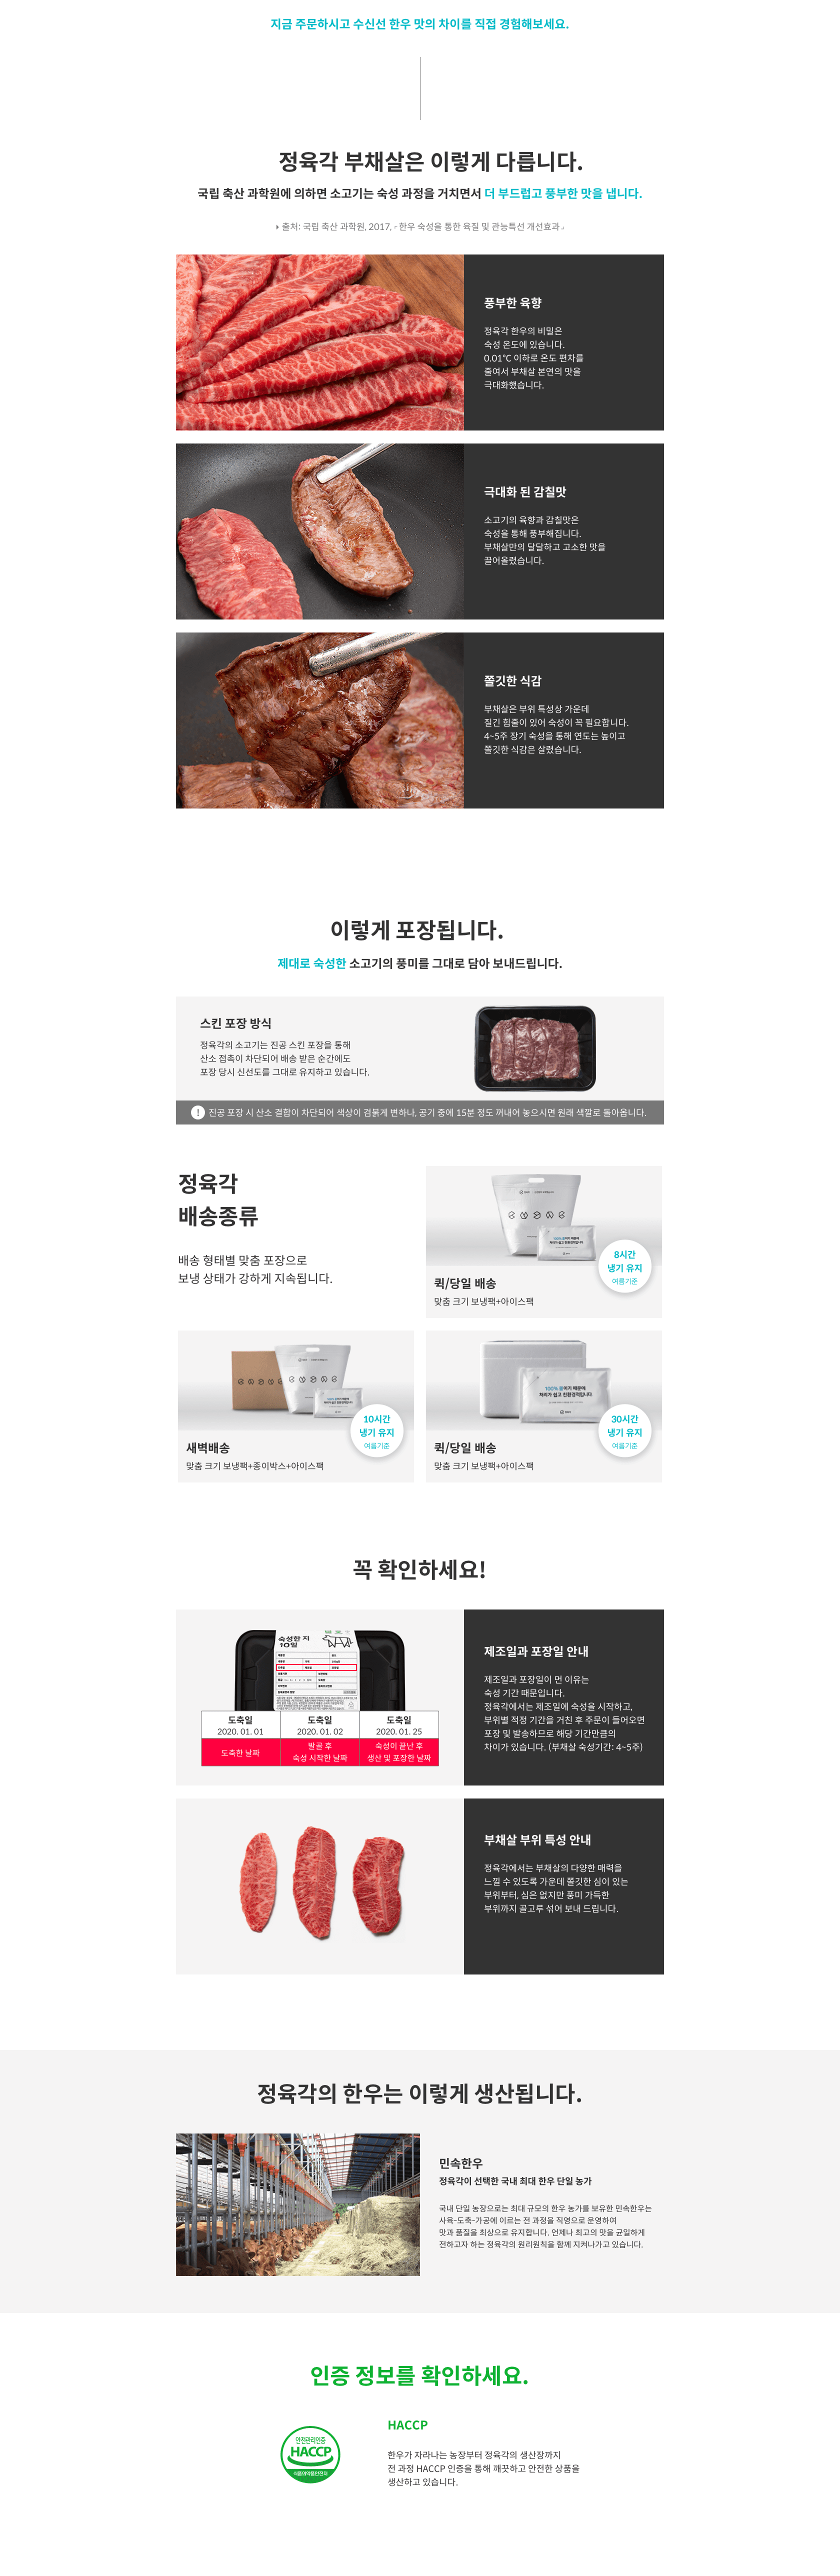 지금 주문하시고 수신선 한우 맛의 차이를 직접 경험해보세요.
정육각 부채살은 이렇게 다릅니다.
국립 축산 과학원에 의하면 소고기는 숙성 과정을 거치면서 더 부드럽고 풍부한 맛을 냅니다.
출처: 국립 축산 과학원, 2017, 「한우 숙성을 통한 육질 및 관능특선 개선효과」
풍부한 육향
정육각 한우의 비밀은
숙성 온도에 있습니다.
0.01℃ 이하로 온도 편차를
줄여서 부채살 본연의 맛을
극대화했습니다.
극대화 된 감칠맛
소고기의 육향과 감칠맛은
숙성을 통해 풍부해집니다.
부채살만의 달달하고 고소한 맛을
끌어올렸습니다.
쫄깃한 식감
부채살은 부위 특성상 가운데
질긴 힘줄이 있어 숙성이 꼭 필요합니다.
4~5주 장기 숙성을 통해 연도는 높이고
쫄깃한 식감은 살렸습니다.
이렇게 포장됩니다.
제대로 숙성한 소고기의 풍미를 그대로 담아 보내드립니다.
스킨 포장 방식
정육각의 소고기는 진공 스킨 포장을 통해
산소 접촉이 차단되어 배송 받은 순간에도
포장 당시 신선도를 그대로 유지하고 있습니다.
! 진공 포장 시 산소 결합이 차단되어 색상이 검붉게 변하나, 공기 중에 15분 정도 꺼내어 놓으시면 원래 색깔로 돌아옵니다.
정육각
배송종류
배송 형태별 맞춤 포장으로
보냉 상태가 강하게 지속됩니다.
8시간
냉기 유지
여름기준
퀵/당일 배송
맞춤 크기 보냉팩+아이스팩
10시간
냉기 유지
여름기준
새벽배송
맞춤 크기 보냉팩+종이박스+아이스팩
100% 물이기 때문에
처리가 쉽고 친환경적입니다
30시간
냉기 유지
여름기준
퀵/당일 배송
맞춤 크기 보냉팩+아이스팩
꼭 확인하세요!
숙성한 지
10일
도축일 도축일 도축일
2020. 01. 01 2020. 01. 02 2020. 01. 25
도축한 날짜
발골 후
숙성 시작한 날짜
숙성이 끝난 후
생산 및 포장한 날짜
제조일과 포장일 안내
제조일과 포장일이 먼 이유는
숙성 기간 때문입니다.
정육각에서는 제조일에 숙성을 시작하고,
부위별 적정 기간을 거친 후 주문이 들어오면
포장 및 발송하므로 해당 기간만큼의
차이가 있습니다. (부채살 숙성기간: 4~5주)
부채살 부위 특성 안내
정육각에서는 부채살의 다양한 매력을
느낄 수 있도록 가운데 쫄깃한 심이 있는
부위부터, 심은 없지만 풍미 가득한
부위까지 골고루 섞어 보내 드립니다.
정육각의 한우는 이렇게 생산됩니다.
민속한우
정육각이 선택한 국내 최대 한우 단일 농가
국내 단일 농장으로는 최대 규모의 한우 농가를 보유한 민속한우는
사육-도축-가공에 이르는 전 과정을 직영으로 운영하여
맛과 품질을 최상으로 유지합니다. 언제나 최고의 맛을 균일하게
전하고자 하는 정육각의 원리원칙을 함께 지켜나가고 있습니다.
인증 정보를 확인하세요.
안전관리인증
HACCP
식품의약품안전처
HACCP
한우가 자라나는 농장부터 정육각의 생산장까지
전 과정 HACCP 인증을 통해 깨끗하고 안전한 상품을
생산하고 있습니다.